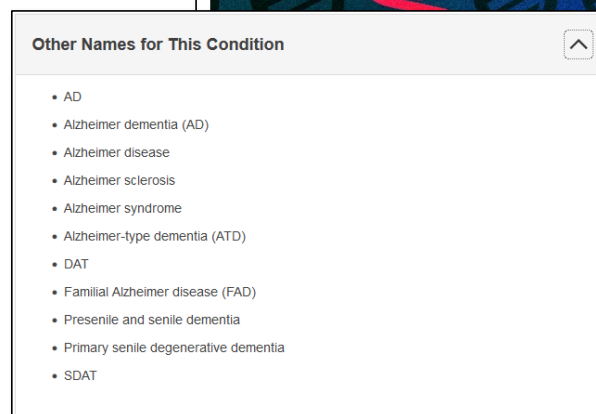 Other Names for This Condition
• AD
• Alzheimer dementia (AD)
• Alzheimer disease
• Alzheimer sclerosis
• Alzheimer syndrome
• Alzheimer-type dementia (ATD)
• DAT
• Familial Alzheimer disease (FAD)
• Presenile and senile dementia
• Primary senile degenerative dementia
• SDAT